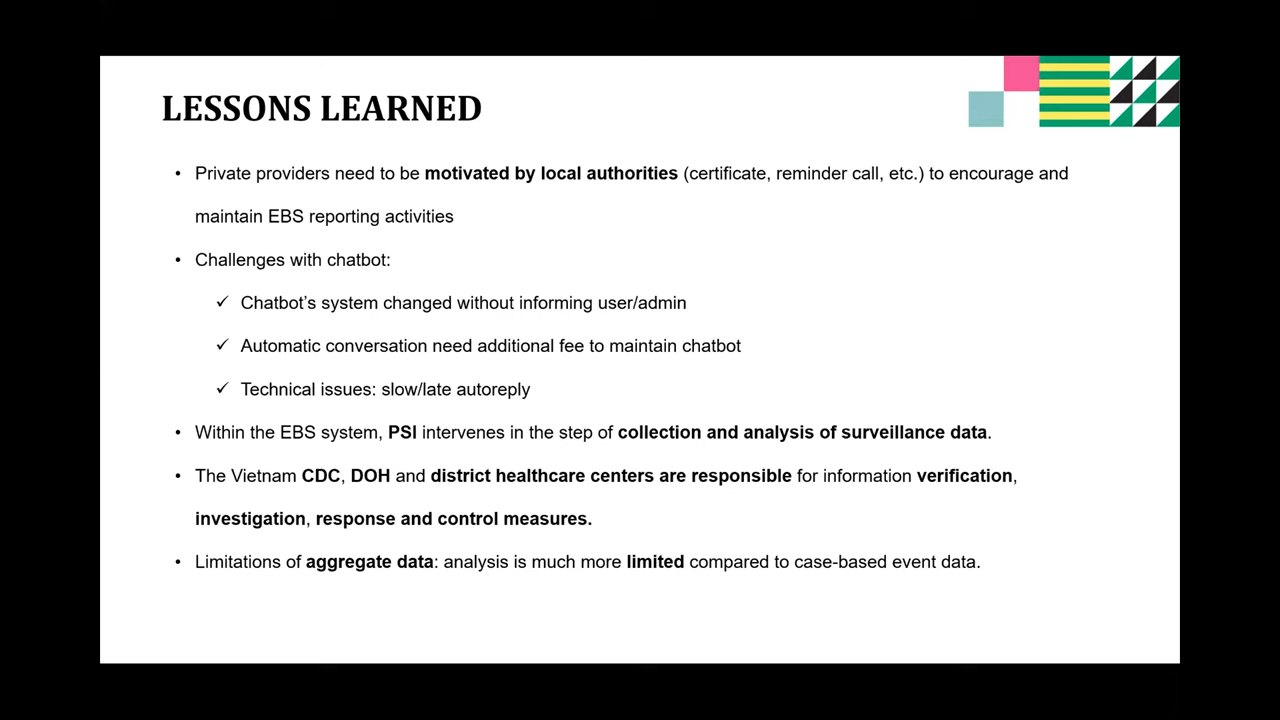 LESSONS LEARNED
• Private providers need to be motivated by local authorities (certificate, reminder call, etc.) to encourage and
maintain EBS reporting activities
• Challenges with chatbot:
✓ Chatbot’s system changed without informing user/admin
✓ Automatic conversation need additional fee to maintain chatbot
✓ Technical issues: slow/late autoreply
• Within the EBS system, PSI intervenes in the step of collection and analysis of surveillance data.
• The Vietnam CDC, DOH and district healthcare centers are responsible for information verification,
investigation, response and control measures.
• Limitations of aggregate data: analysis is much more limited compared to case-based event data.